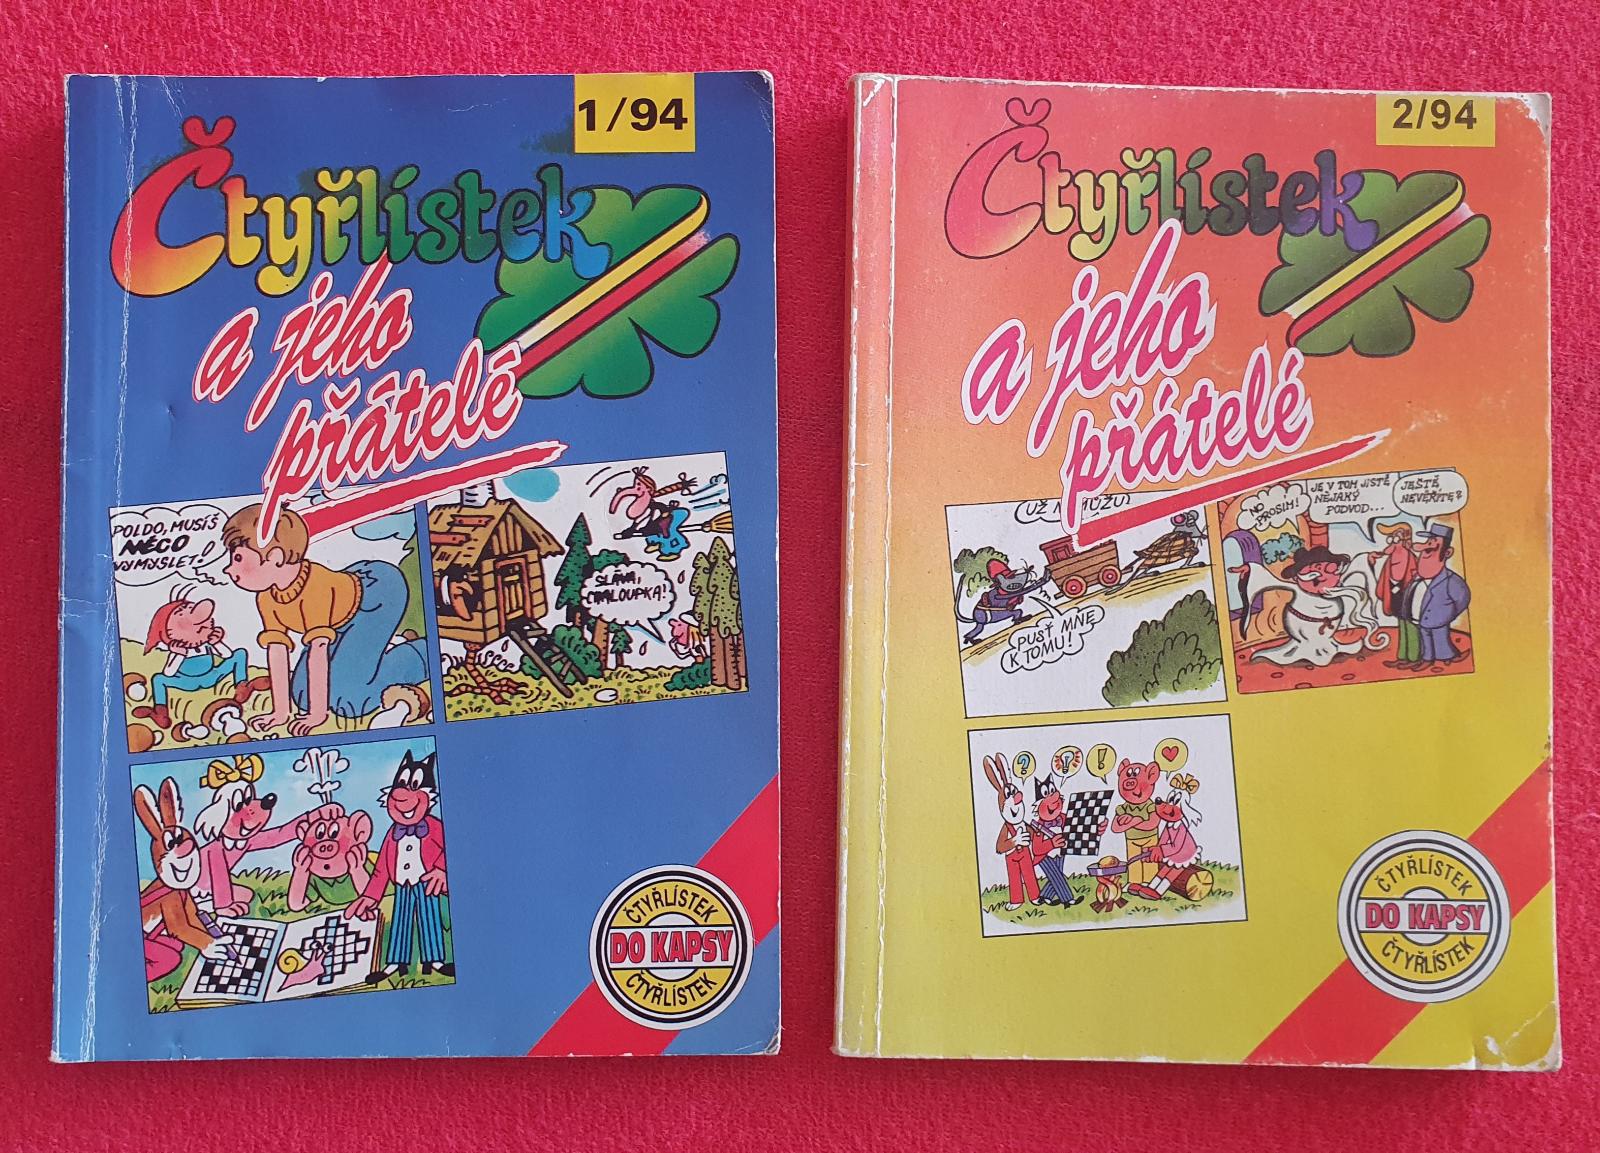 1/94
Čtyřlístek
a jeho
přátelé
POLDO, MUSÍŠ
NĚCO
VYMYSLET!
SLÁVA,
CHALOUPKA!
ČTYŘLÍSTEK
DO KAPSY
ČTYŘLÍSTEK
2/94
Čtyřlístek
a jeho
přátelé
UŽ
PUSŤ MNE
K TOMU!
NO
PROSÍM!
JE V TOM JISTĚ
NĚJAKÝ
PODVOD...
JEŠTĚ
NEVĚŘÍTE?
?
!
ČTYŘLÍSTEK
DO KAPSY
ČTYŘLÍSTEK